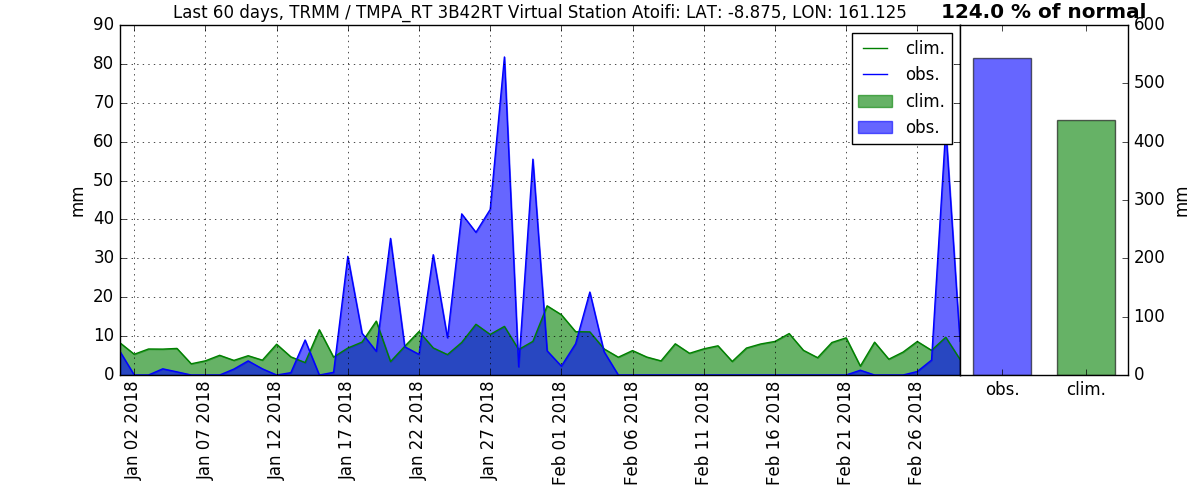 Last 60 days, TRMM / TMPA_RT 3B42RT Virtual Station Atoifi: LAT: -8.875, LON: 161.125
124.0 % of normal
90
80
70
60
50
40
30
20
10
0
mm
clim.
obs.
clim.
obs.
600
500
400
300
200
100
0
mm
Jan 02 2018
Jan 07 2018
Jan 12 2018
Jan 17 2018
Jan 22 2018
Jan 27 2018
Feb 01 2018
Feb 06 2018
Feb 11 2018
Feb 16 2018
Feb 21 2018
Feb 26 2018
obs.
clim.